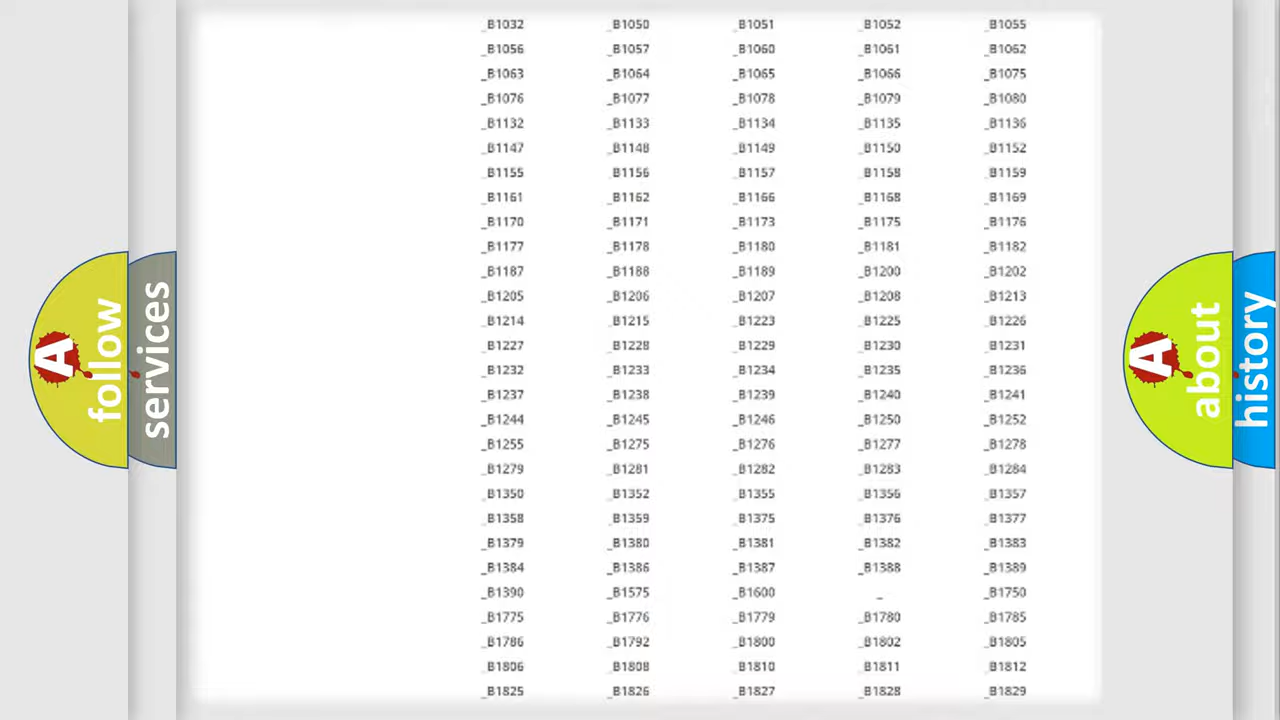 _B1032 _B1050 _B1051 _B1052 _B1055
_B1056 _B1057 _B1060 _B1061 _B1062
_B1063 _B1064 _B1065 _B1066 _B1075
_B1076 _B1077 _B1078 _B1079 _B1080
_B1132 _B1133 _B1134 _B1135 _B1136
_B1147 _B1148 _B1149 _B1150 _B1152
_B1155 _B1156 _B1157 _B1158 _B1159
_B1161 _B1162 _B1166 _B1168 _B1169
_B1170 _B1171 _B1173 _B1175 _B1176
_B1177 _B1178 _B1180 _B1181 _B1182
_B1187 _B1188 _B1189 _B1200 _B1202
_B1205 _B1206 _B1207 _B1208 _B1213
_B1214 _B1215 _B1223 _B1225 _B1226
_B1227 _B1228 _B1229 _B1230 _B1231
_B1232 _B1233 _B1234 _B1235 _B1236
_B1237 _B1238 _B1239 _B1240 _B1241
_B1244 _B1245 _B1246 _B1250 _B1252
_B1255 _B1275 _B1276 _B1277 _B1278
_B1279 _B1281 _B1282 _B1283 _B1284
_B1350 _B1352 _B1355 _B1356 _B1357
_B1358 _B1359 _B1375 _B1376 _B1377
_B1379 _B1380 _B1381 _B1382 _B1383
_B1384 _B1386 _B1387 _B1388 _B1389
_B1390 _B1575 _B1600 _ _B1750
_B1775 _B1776 _B1779 _B1780 _B1785
_B1786 _B1792 _B1800 _B1802 _B1805
_B1806 _B1808 _B1810 _B1811 _B1812
_B1825 _B1826 _B1827 _B1828 _B1829
A follow
services
A about
history